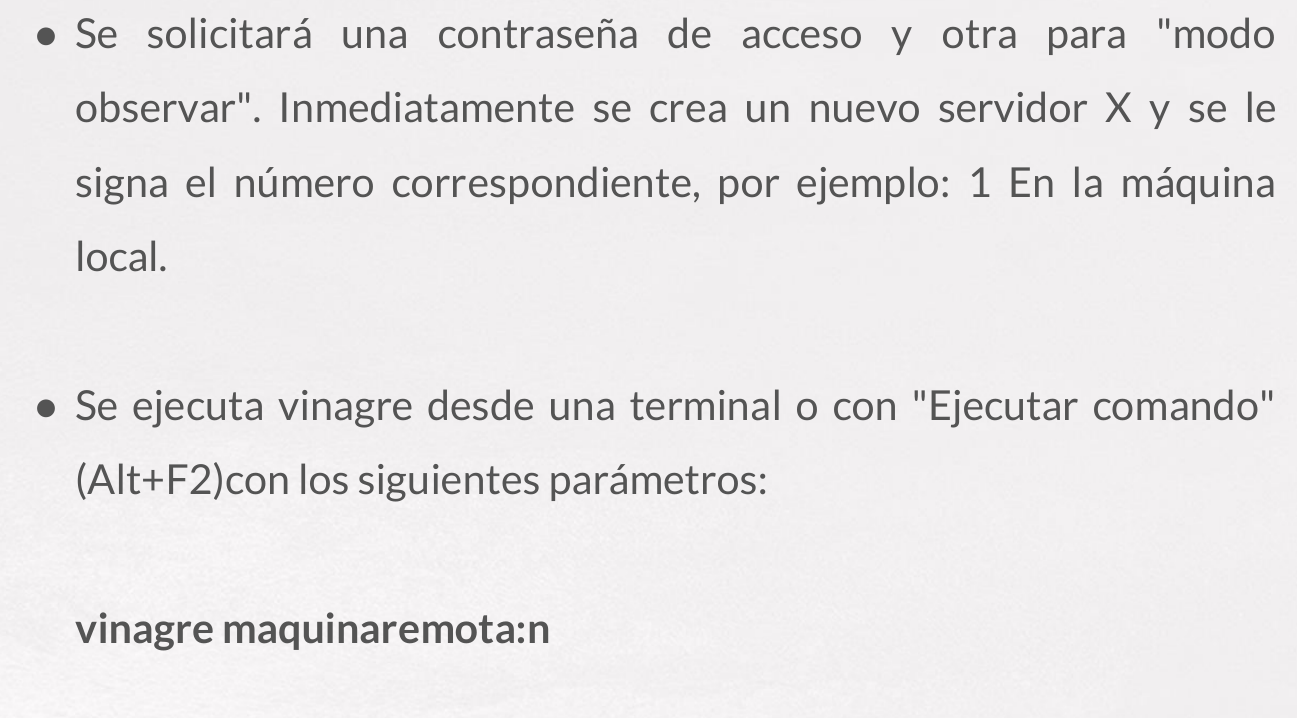 ● Se solicitará una contraseña de acceso y otra para "modo
observar". Inmediatamente se crea un nuevo servidor X y se le
signa el número correspondiente, por ejemplo: 1 En la máquina
local.
● Se ejecuta vinagre desde una terminal o con "Ejecutar comando"
(Alt+F2)con los siguientes parámetros:
vinagre maquinaremota:n